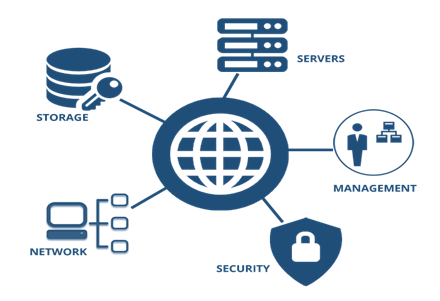 SERVERS
STORAGE
MANAGEMENT
NETWORK
SECURITY